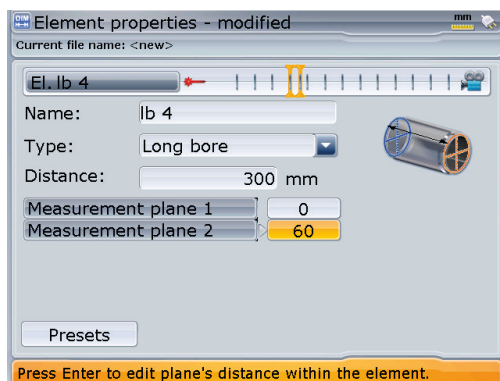 Element properties - modified
mm
Current file name: <new>
El. lb 4
Name: lb 4
Type: Long bore
Distance: 300 mm
Measurement plane 1 0
Measurement plane 2 60
Presets
Press Enter to edit plane's distance within the element.